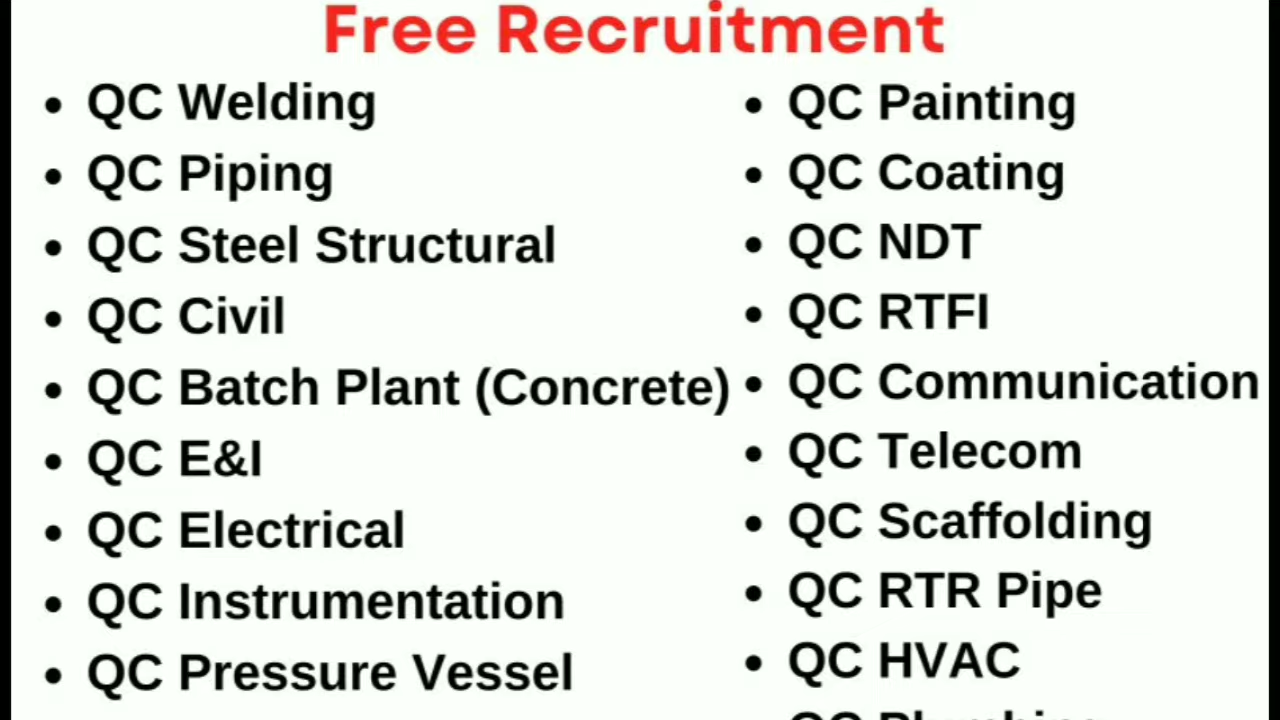 Free Recruitment
• QC Welding
• QC Piping
• QC Steel Structural
• QC Civil
• QC Batch Plant (Concrete)
• QC E&I
• QC Electrical
• QC Instrumentation
• QC Pressure Vessel
• QC Painting
• QC Coating
• QC NDT
• QC RTFI
• QC Communication
• QC Telecom
• QC Scaffolding
• QC RTR Pipe
• QC HVAC